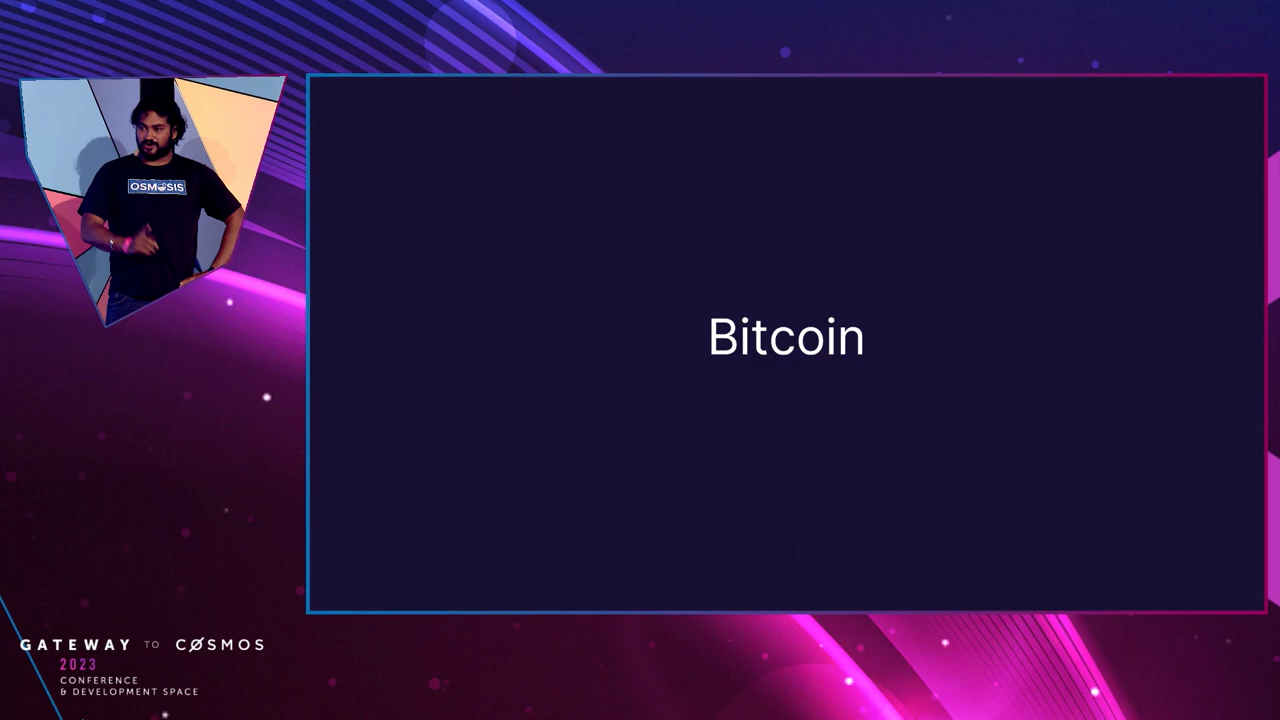 OSMOSIS
Bitcoin
GATEWAY TO CØSMOS
2023
CONFERENCE
& DEVELOPMENT SPACE